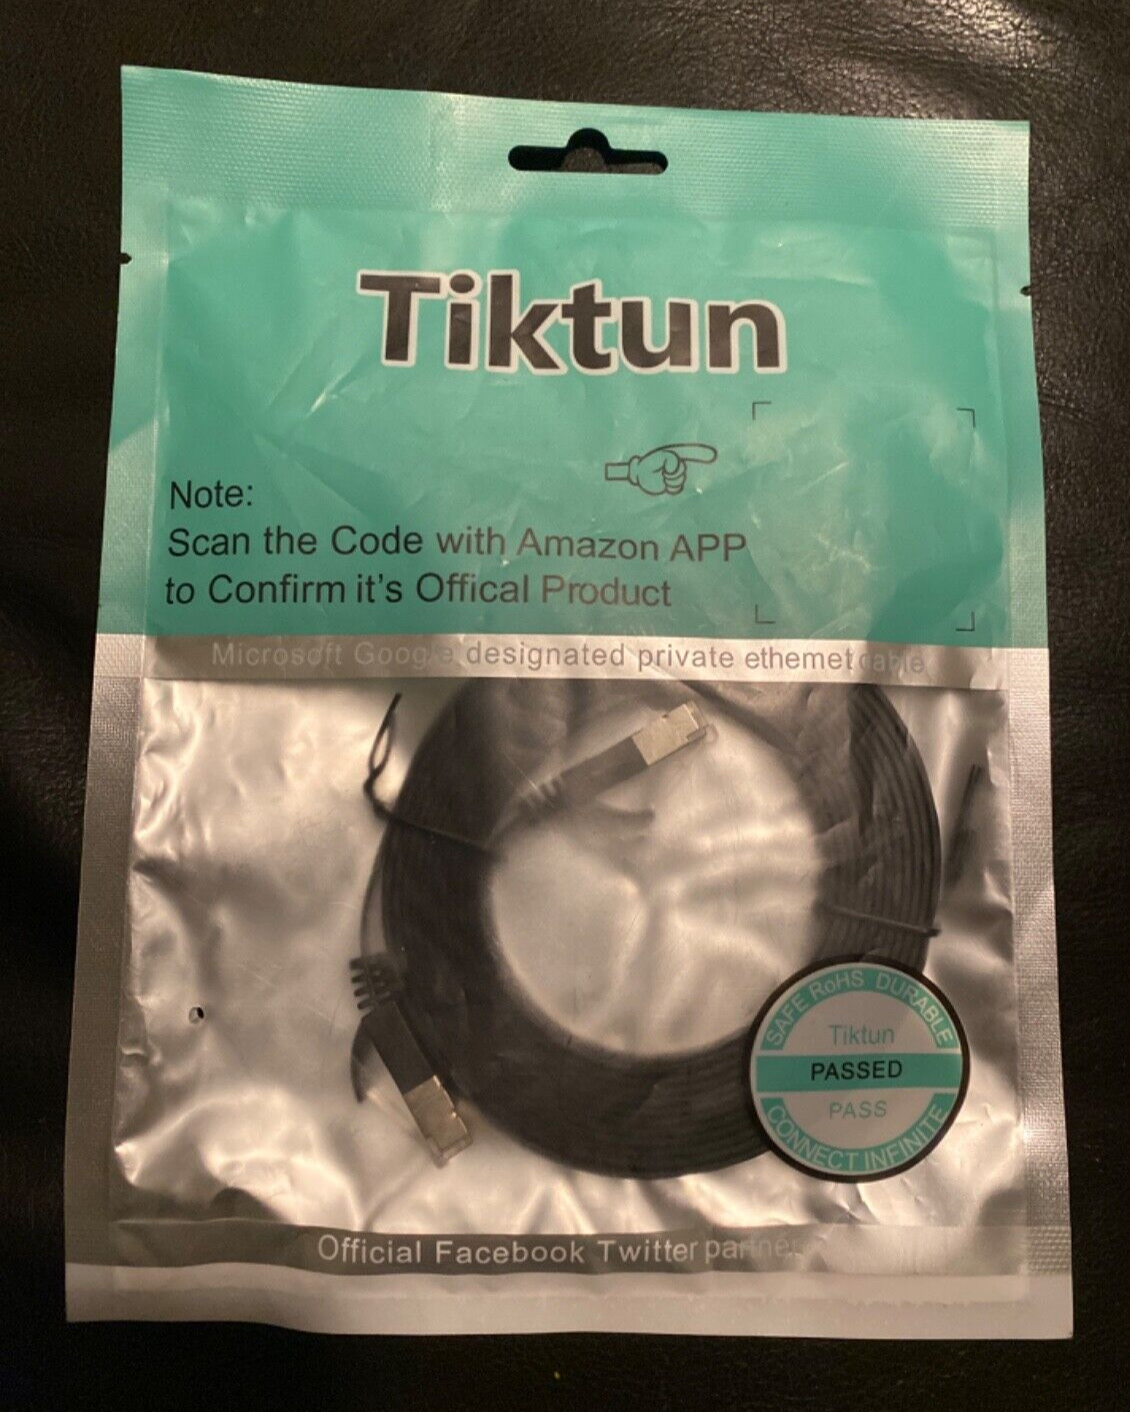 Tiktun
Note:
Scan the Code with Amazon APP
to Confirm it's Offical Product
Microsoft Google designated private ethemet cable
SAFE RoHS DURABLE
Tiktun
PASSED
PASS
CONNECT INFINITE
Official Facebook Twitter partner